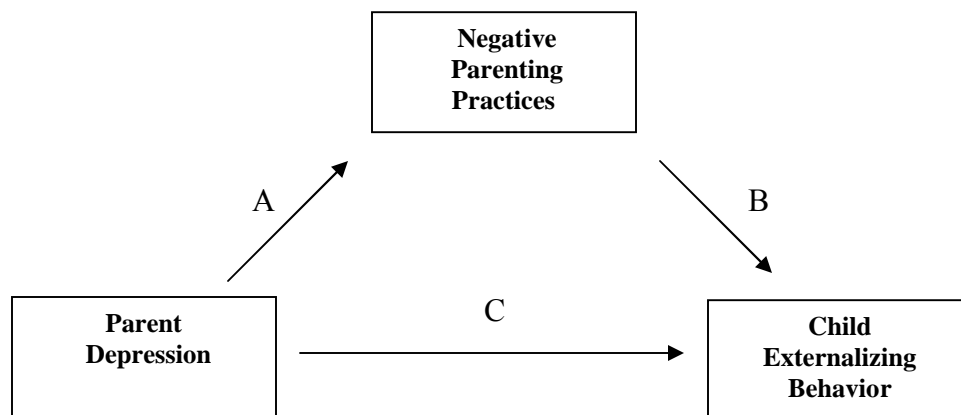 Negative
Parenting
Practices
A
B
C
Parent
Depression
Child
Externalizing
Behavior